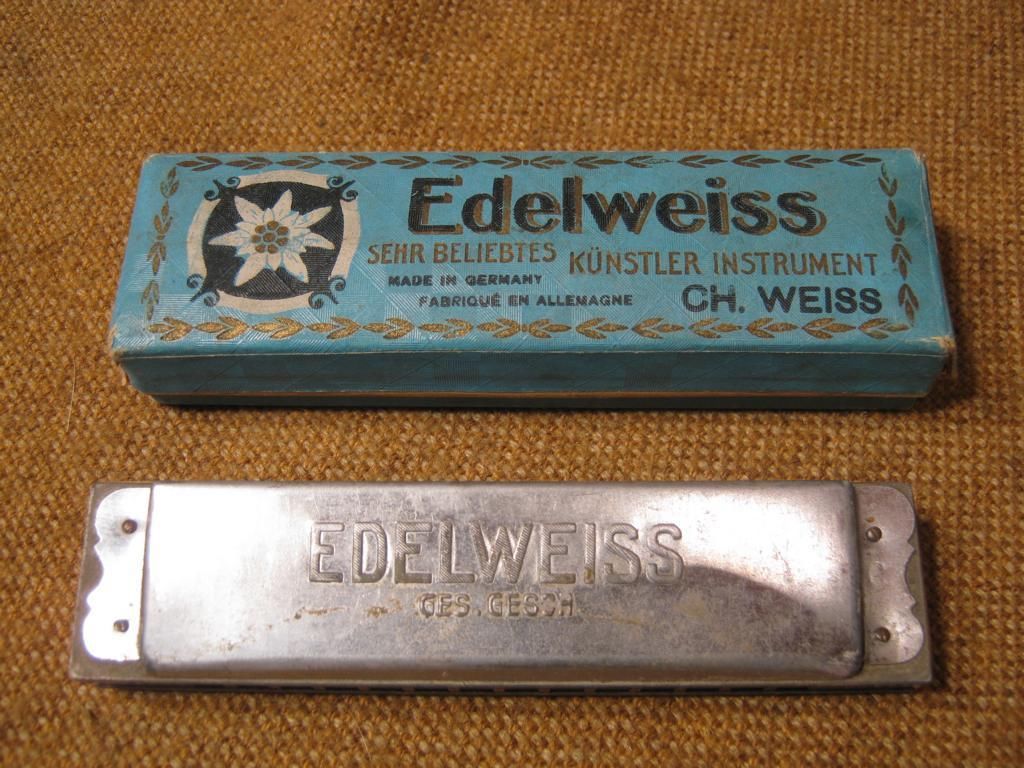 Edelweiss
SEHR BELIEBTES KÜNSTLER INSTRUMENT
MADE IN GERMANY
FABRIQUÉ EN ALLEMAGNE
CH. WEISS
EDELWEISS
GES. GESCH